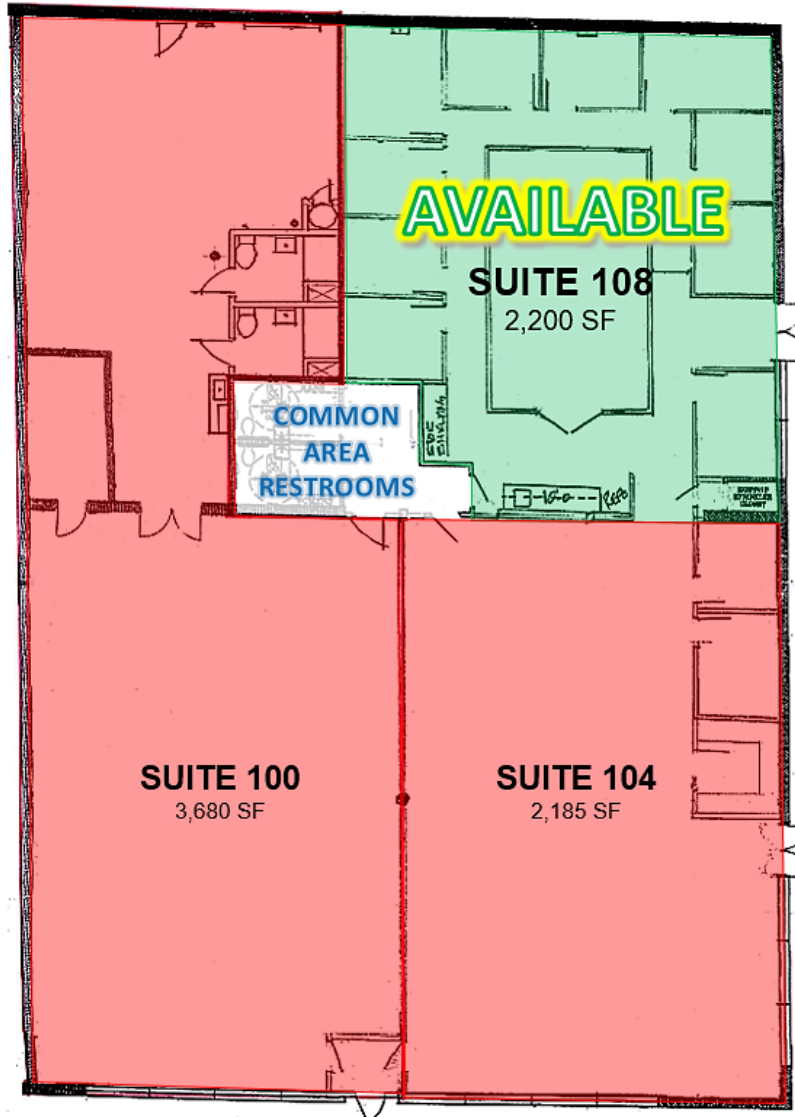 AVAILABLE
SUITE 108
2,200 SF
COMMON
AREA
RESTROOMS
SUITE 100
3,680 SF
SUITE 104
2,185 SF